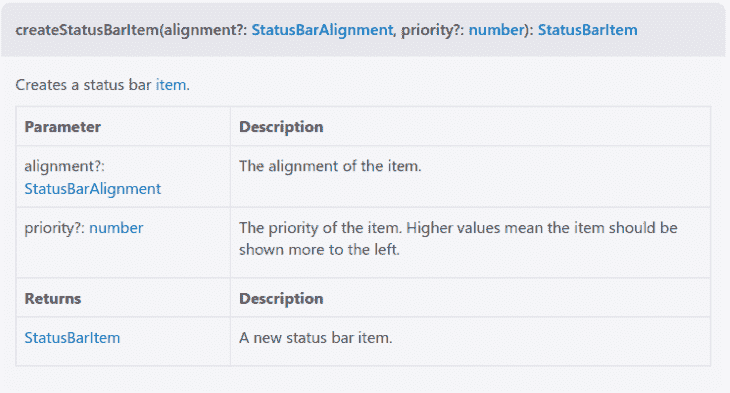 createStatusBarItem(alignment?: StatusBarAlignment, priority?: number): StatusBarItem
Creates a status bar item.
Parameter Description
alignment?: The alignment of the item.
StatusBarAlignment
priority?: number The priority of the item. Higher values mean the item should be
shown more to the left.
Returns Description
StatusBarItem A new status bar item.